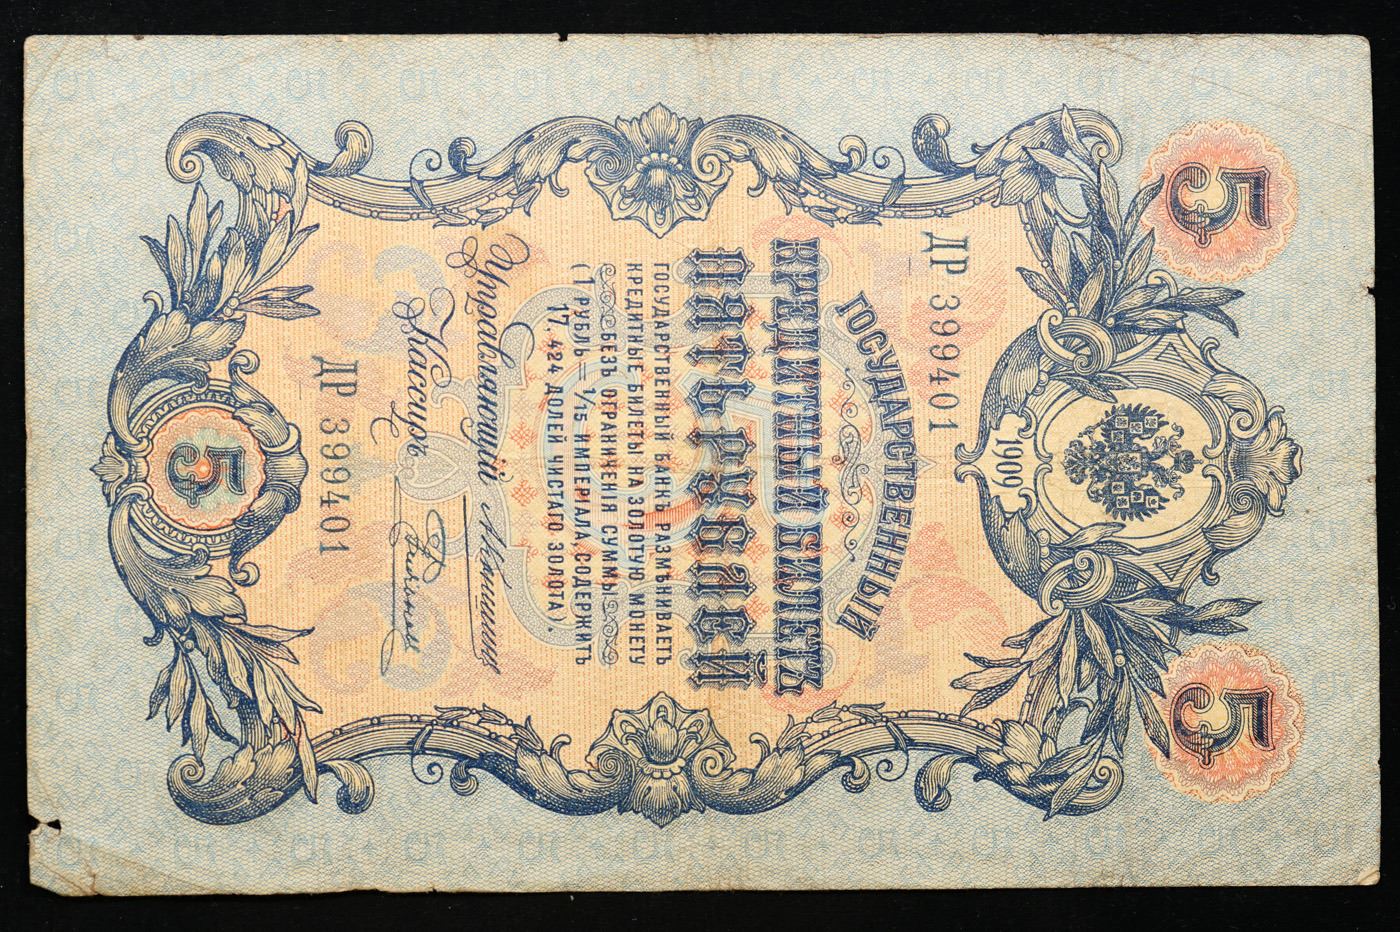 5 5
1909
ДР 399401
ГОСУДАРСТВЕННЫЙ
КРЕДИТНЫЙ БИЛЕТЪ
ПЯТЬ РУБЛЕЙ
ГОСУДАРСТВЕННЫЙ БАНКЪ РАЗМѢНИВАЕТЪ
КРЕДИТНЫЕ БИЛЕТЫ НА ЗОЛОТУЮ МОНЕТУ
БЕЗЪ ОГРАНИЧЕНІЯ СУММЫ
(1 РУБЛЬ = 1/15 ИМПЕРІАЛА, СОДЕРЖИТЪ
17,424 ДОЛЕЙ ЧИСТАГО ЗОЛОТА).
Управляющій
Кассиръ
ДР 399401
5